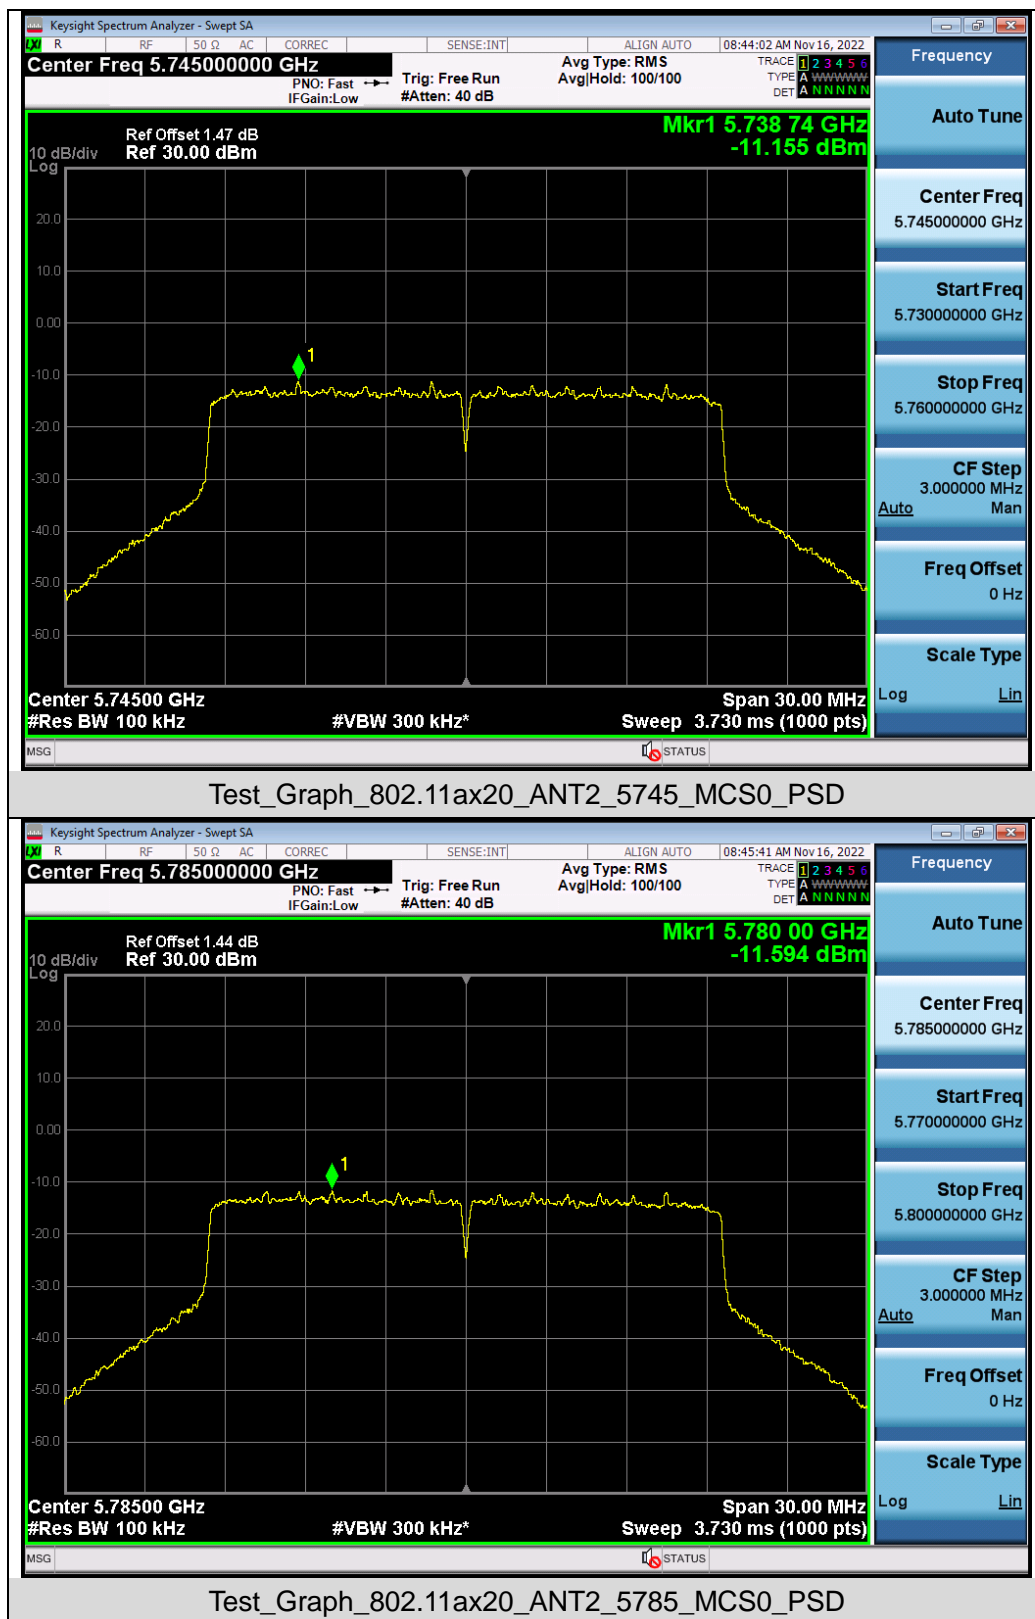 Keysight Spectrum Analyzer - Swept SA
LXI R RF 50 Ω AC CORREC SENSE:INT ALIGN AUTO 08:44:02 AM Nov 16, 2022
Center Freq 5.745000000 GHz
PNO: Fast
IFGain:Low
Trig: Free Run
#Atten: 40 dB
Avg Type: RMS
Avg|Hold: 100/100
TRACE 1 2 3 4 5 6
TYPE A WWWWW
DET A N N N N N
Ref Offset 1.47 dB
10 dB/div Ref 30.00 dBm
Log
Mkr1 5.738 74 GHz
-11.155 dBm
20.0
10.0
0.00
-10.0
-20.0
-30.0
-40.0
-50.0
-60.0
1
Center 5.74500 GHz Span 30.00 MHz
#Res BW 100 kHz #VBW 300 kHz* Sweep 3.730 ms (1000 pts)
MSG STATUS
Frequency
Auto Tune
Center Freq
5.745000000 GHz
Start Freq
5.730000000 GHz
Stop Freq
5.760000000 GHz
CF Step
3.000000 MHz
Auto Man
Freq Offset
0 Hz
Scale Type
Log Lin
Test_Graph_802.11ax20_ANT2_5745_MCS0_PSD
Keysight Spectrum Analyzer - Swept SA
LXI R RF 50 Ω AC CORREC SENSE:INT ALIGN AUTO 08:45:41 AM Nov 16, 2022
Center Freq 5.785000000 GHz
PNO: Fast
IFGain:Low
Trig: Free Run
#Atten: 40 dB
Avg Type: RMS
Avg|Hold: 100/100
TRACE 1 2 3 4 5 6
TYPE A WWWWW
DET A N N N N N
Ref Offset 1.44 dB
10 dB/div Ref 30.00 dBm
Log
Mkr1 5.780 00 GHz
-11.594 dBm
20.0
10.0
0.00
-10.0
-20.0
-30.0
-40.0
-50.0
-60.0
1
Center 5.78500 GHz Span 30.00 MHz
#Res BW 100 kHz #VBW 300 kHz* Sweep 3.730 ms (1000 pts)
MSG STATUS
Frequency
Auto Tune
Center Freq
5.785000000 GHz
Start Freq
5.770000000 GHz
Stop Freq
5.800000000 GHz
CF Step
3.000000 MHz
Auto Man
Freq Offset
0 Hz
Scale Type
Log Lin
Test_Graph_802.11ax20_ANT2_5785_MCS0_PSD